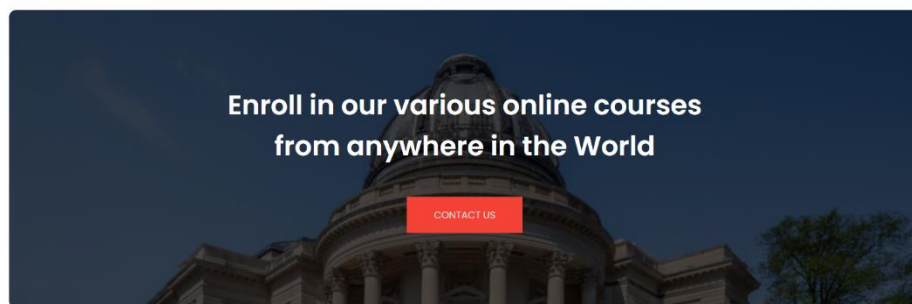 Enroll in our various online courses
from anywhere in the World
CONTACT US